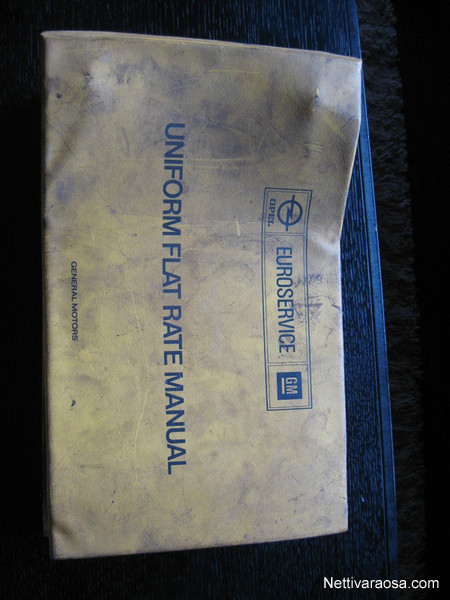 OPEL
EUROSERVICE
GM
UNIFORM FLAT RATE MANUAL
GENERAL MOTORS
Nettivaraosa.com